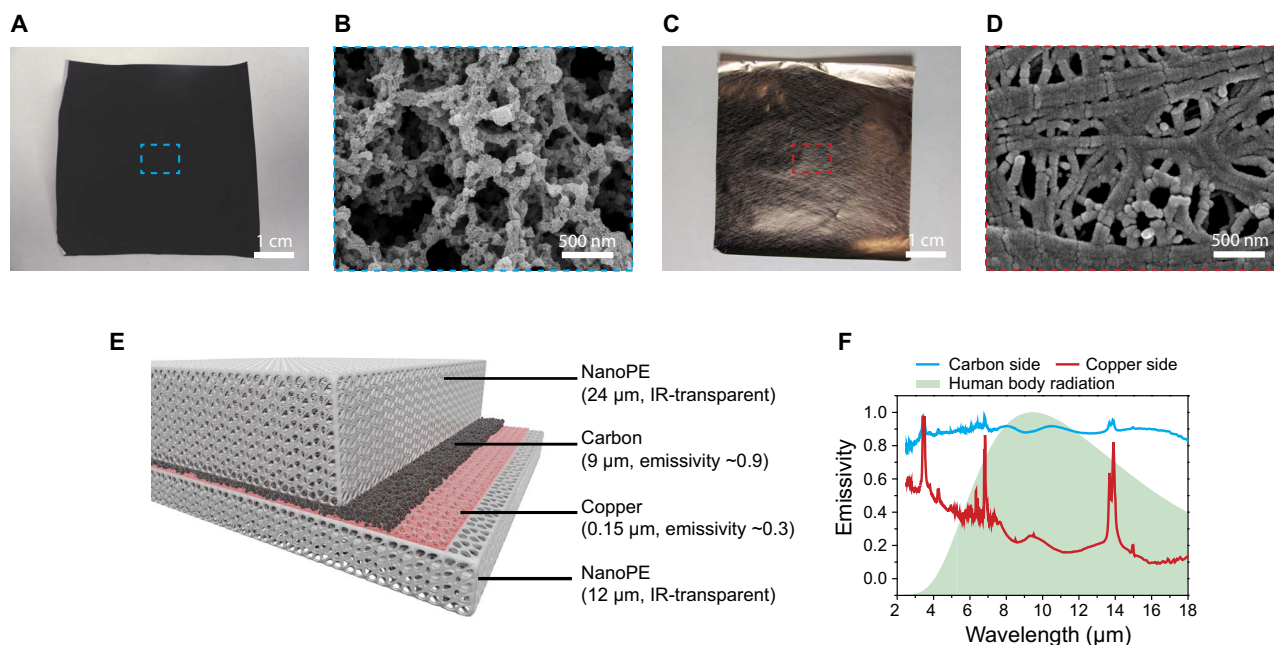 A
B
C
D
1 cm
500 nm
1 cm
500 nm
E
NanoPE
(24 µm, IR-transparent)
Carbon
(9 µm, emissivity ~0.9)
Copper
(0.15 µm, emissivity ~0.3)
NanoPE
(12 µm, IR-transparent)
F
Carbon side
Copper side
Human body radiation
1.0
0.8
0.6
0.4
0.2
0.0
Emissivity
2 4 6 8 10 12 14 16 18
Wavelength (µm)